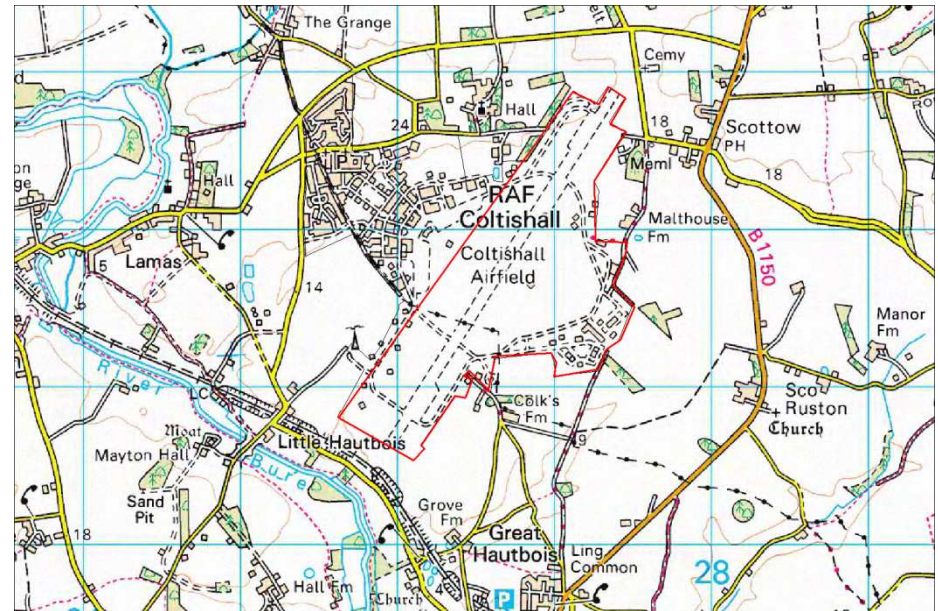 The Grange
Cemy
Hall
24
18
Scottow
PH
P
Meml
18
Hall
RAF
Coltishall
Malthouse
Fm
B1150
Lamas
5
Coltishall
Airfield
14
Manor
Fm
River
LC
Colk's
Fm
Sco
Ruston
Church
Moat
Little Hautbois
9
Mayton Hall
Bure
Sand
Pit
Grove
Fm
18
Great
Hautbois
Ling
Common
28
Hall Fm
4
Church
P